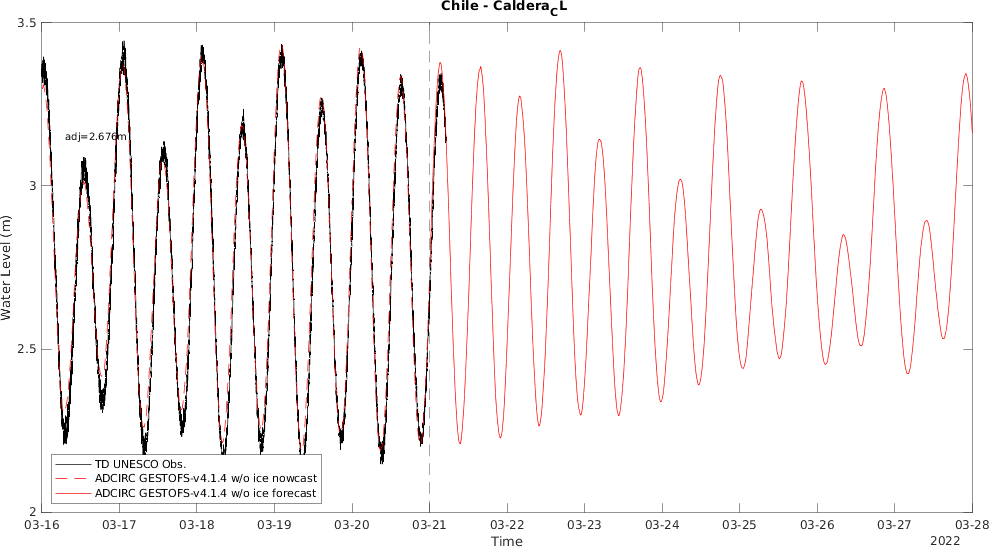 Chile - Caldera_CL
3.5
3
2.5
2
Water Level (m)
adj=2.676m
TD UNESCO Obs.
ADCIRC GESTOFS-v4.1.4 w/o ice nowcast
ADCIRC GESTOFS-v4.1.4 w/o ice forecast
03-16 03-17 03-18 03-19 03-20 03-21 03-22 03-23 03-24 03-25 03-26 03-27 03-28
Time
2022